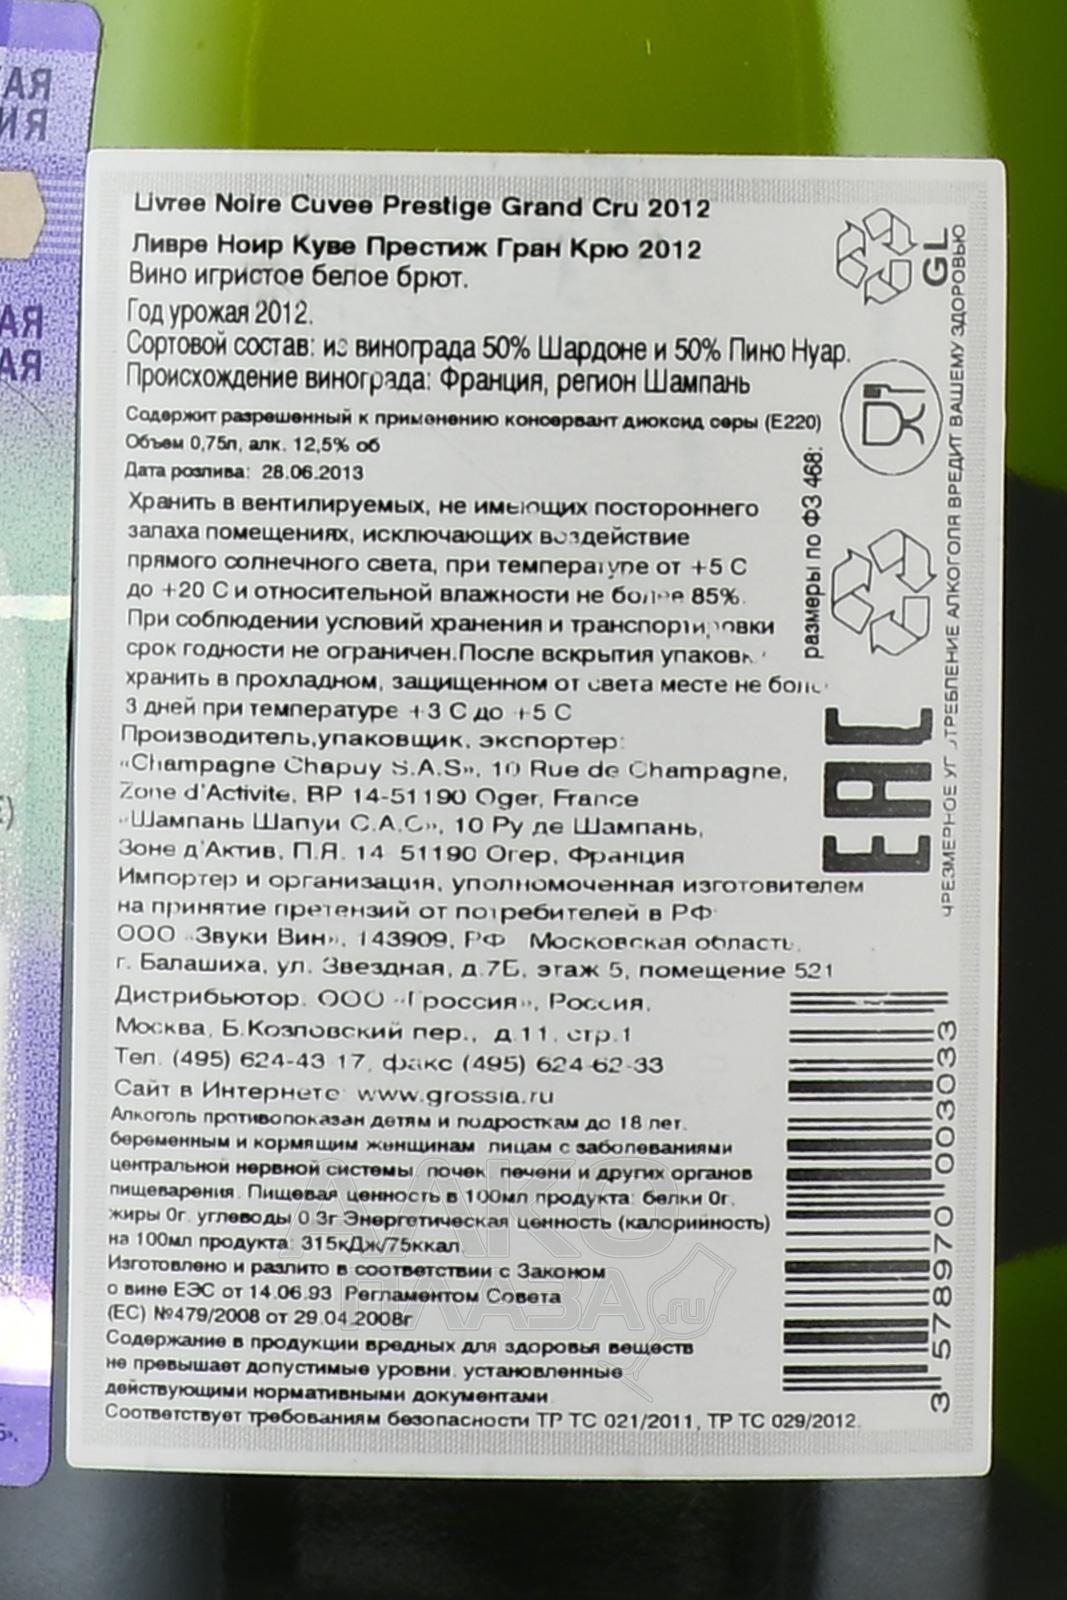 АЯ
ИЯ
АЯ
АЯ
Livree Noire Cuvee Prestige Grand Cru 2012
Ливре Ноир Куве Престиж Гран Крю 2012
Вино игристое белое брют.
Год урожая 2012.
Сортовой состав: из винограда 50% Шардоне и 50% Пино Нуар.
Происхождение винограда: Франция, регион Шампань
Содержит разрешенный к применению консервант диоксид серы (Е220)
Объем 0,75л, алк. 12,5% об
Дата розлива: 28.06.2013
Хранить в вентилируемых, не имеющих постороннего
запаха помещениях, исключающих воздействие
прямого солнечного света, при температуре от +5 С
до +20 С и относительной влажности не более 85%.
При соблюдении условий хранения и транспортировки
срок годности не ограничен.После вскрытия упаковки
хранить в прохладном, защищенном от света месте не более
3 дней при температуре +3 С до +5 С
Производитель,упаковщик, экспортер:
«Champagne Chapuy S.A.S», 10 Rue de Champagne,
Zone d'Activite, BP 14-51190 Oger, France
«Шампань Шапуи С.А.С», 10 Ру де Шампань,
Зоне д'Актив, П.Я. 14 51190 Огер, Франция
Импортер и организация, уполномоченная изготовителем
на принятие претензий от потребителей в РФ
ООО «Звуки Вин», 143909, РФ Московская область,
г. Балашиха, ул. Звездная, д.7Б, этаж 5, помещение 521
Дистрибьютор. ООО «Гроссия», Россия,
Москва, Б.Козловский пер., д.11, стр.1
Тел. (495) 624-43 17, факс (495) 624-62-33
Сайт в Интернете: www.grossia.ru
Алкоголь противопоказан детям и подросткам до 18 лет,
беременным и кормящим женщинам, лицам с заболеваниями
центральной нервной системы, почек, печени и других органов
пищеварения. Пищевая ценность в 100мл продукта: белки 0г,
жиры 0г, углеводы 0.3г Энергетическая ценность (калорийность)
на 100мл продукта: 315кДж/75ккал.
Изготовлено и разлито в соответствии с Законом
о вине ЕЭС от 14.06.93 Регламентом Совета
(ЕС) №479/2008 от 29.04.2008г
Содержание в продукции вредных для здоровья веществ
не превышает допустимые уровни, установленные
действующими нормативными документами
Соответствует требованиям безопасности ТР ТС 021/2011, ТР ТС 029/2012.
GL
размеры по ФЗ 468:
EAC
ЧРЕЗМЕРНОЕ УПОТРЕБЛЕНИЕ АЛКОГОЛЯ ВРЕДИТ ВАШЕМУ ЗДОРОВЬЮ
3 578970 003033
АЛКО
ПЛАЗА
.ru